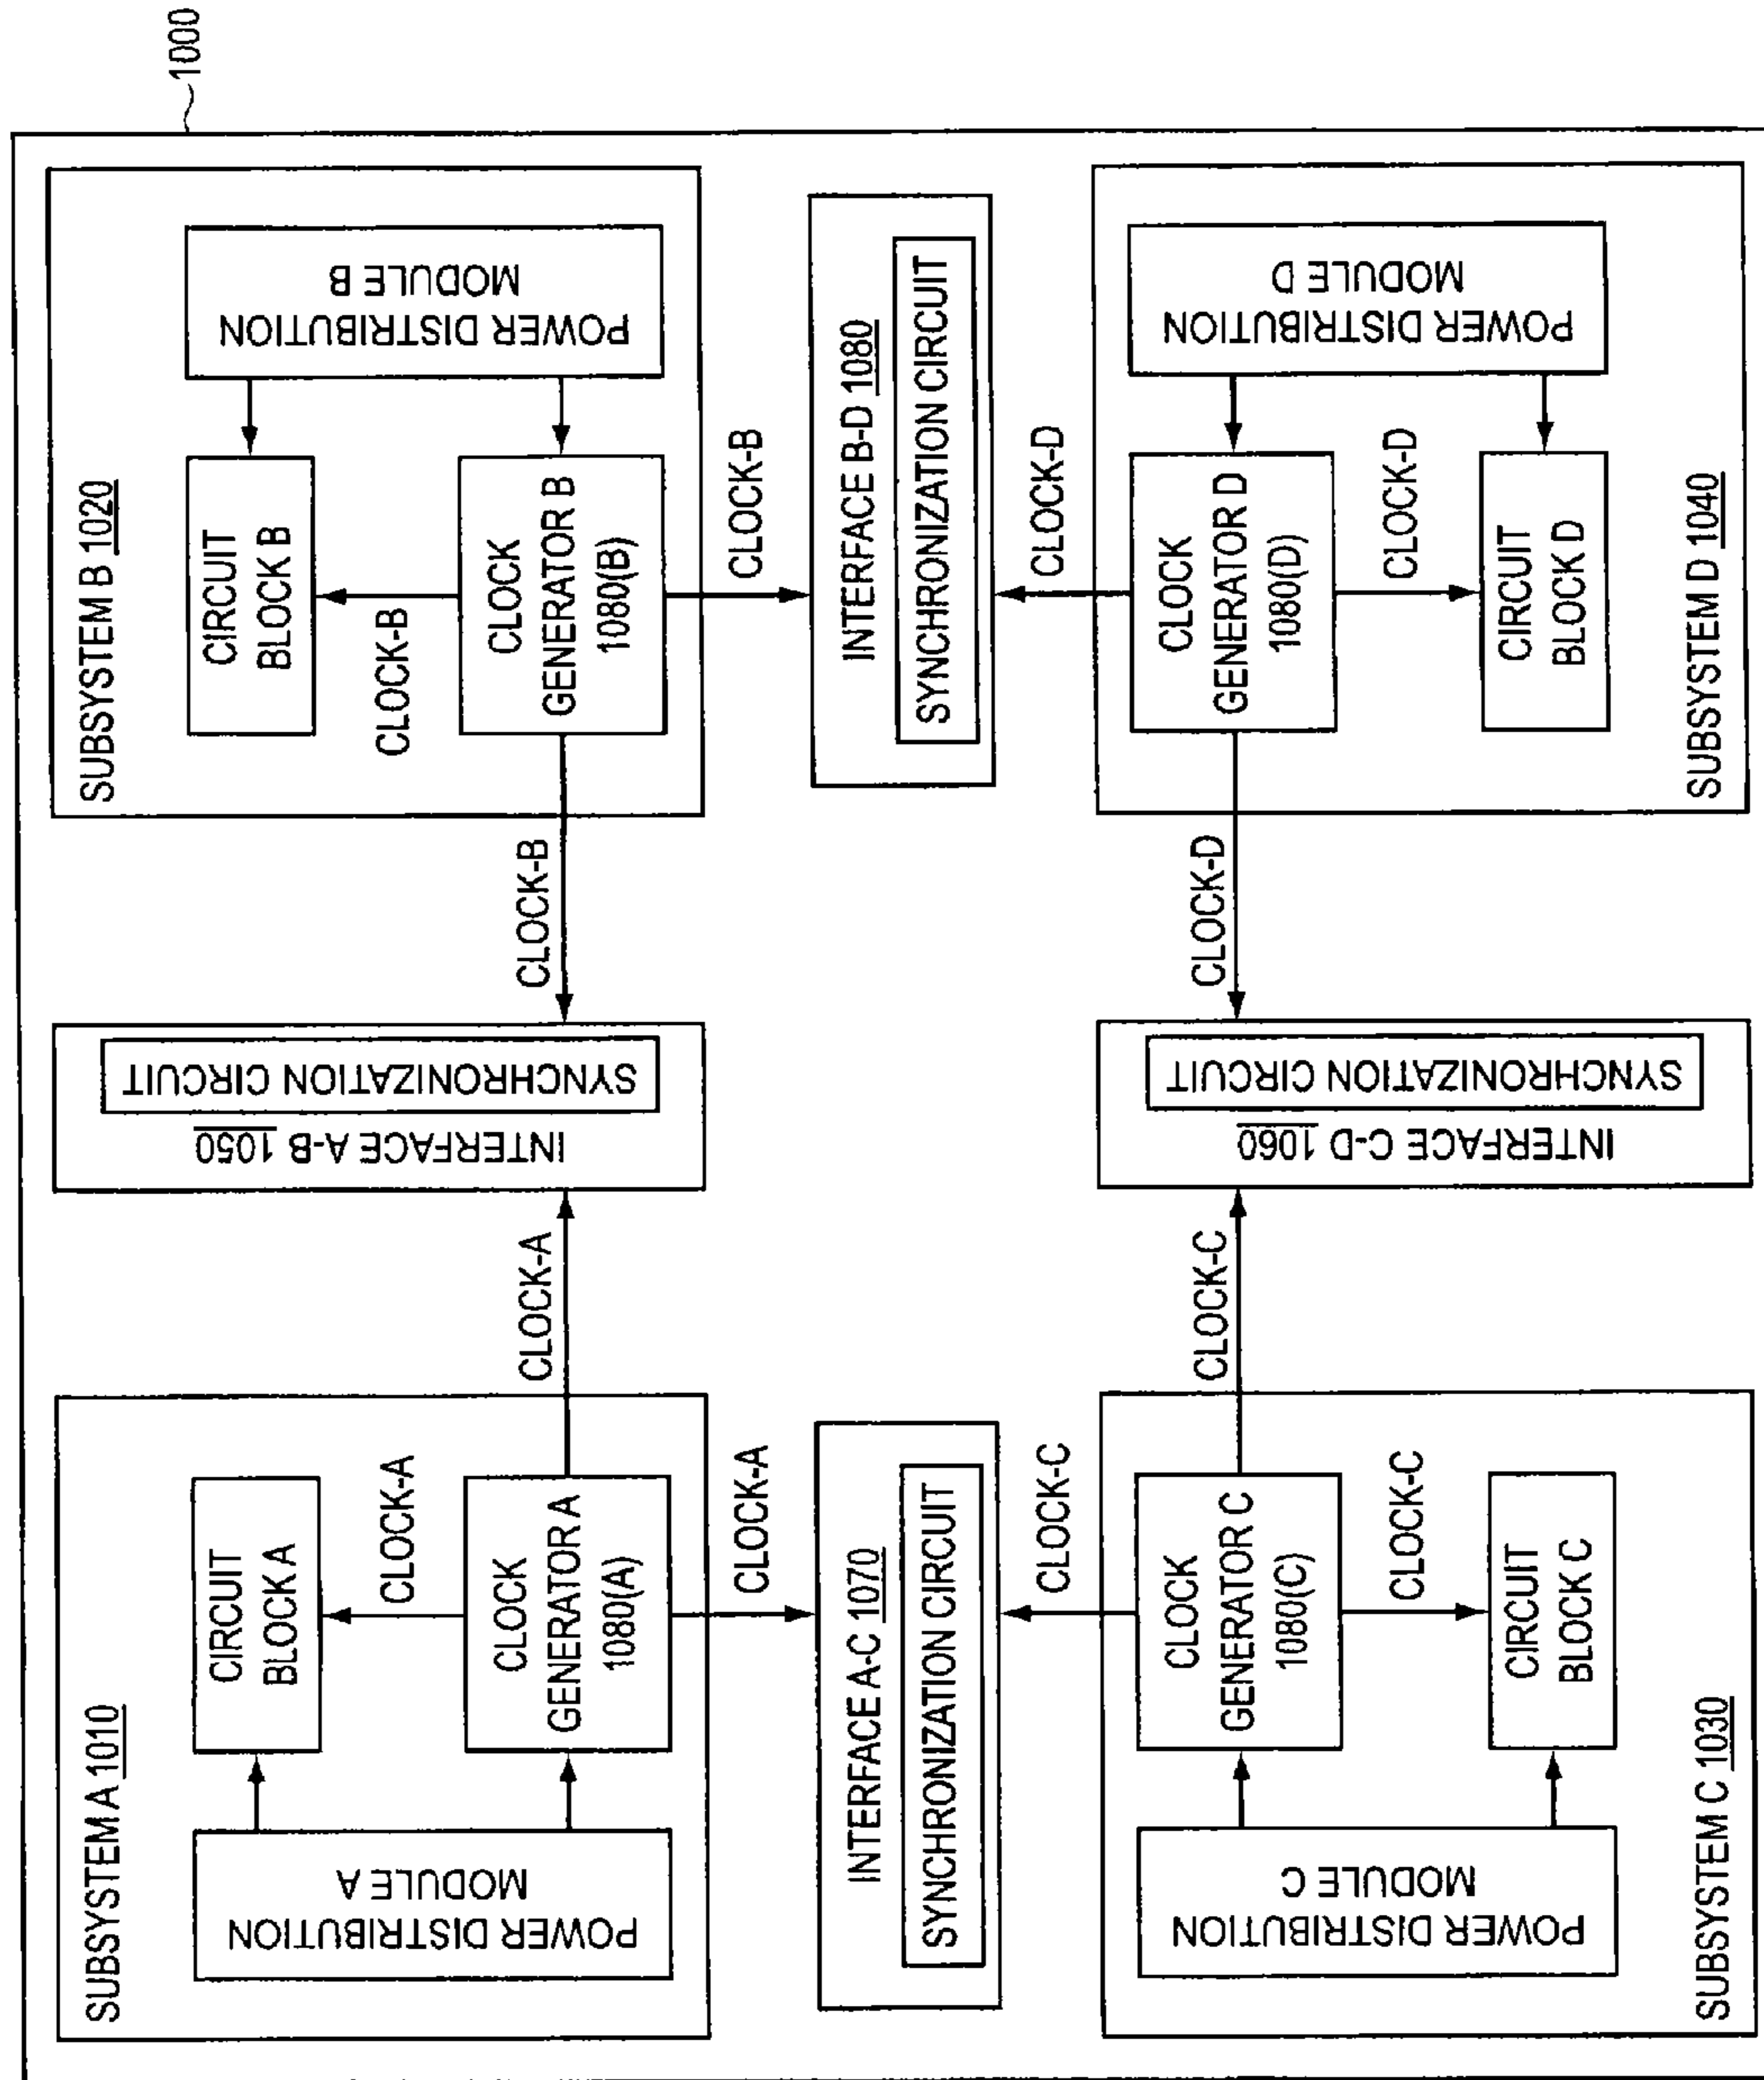 1000
SUBSYSTEM A 1010
POWER DISTRIBUTION
MODULE A
CIRCUIT
BLOCK A
CLOCK-A
CLOCK
GENERATOR A
1080(A)
CLOCK-A
CLOCK-A
INTERFACE A-B 1050
SYNCHRONIZATION CIRCUIT
SUBSYSTEM B 1020
CIRCUIT
BLOCK B
CLOCK-B
CLOCK
GENERATOR B
1080(B)
POWER DISTRIBUTION
MODULE B
CLOCK-B
CLOCK-B
INTERFACE A-C 1070
SYNCHRONIZATION CIRCUIT
INTERFACE B-D 1080
SYNCHRONIZATION CIRCUIT
CLOCK-C
CLOCK-D
POWER DISTRIBUTION
MODULE C
CLOCK
GENERATOR C
1080(C)
CLOCK-C
CIRCUIT
BLOCK C
SUBSYSTEM C 1030
CLOCK-C
INTERFACE C-D 1060
SYNCHRONIZATION CIRCUIT
CLOCK-D
CLOCK
GENERATOR D
1080(D)
CLOCK-D
CIRCUIT
BLOCK D
POWER DISTRIBUTION
MODULE D
SUBSYSTEM D 1040